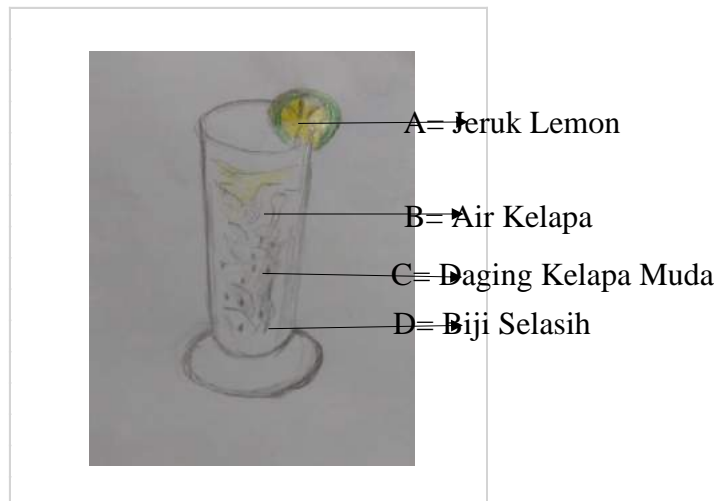 A= Jeruk Lemon
B= Air Kelapa
C= Daging Kelapa Muda
D= Biji Selasih